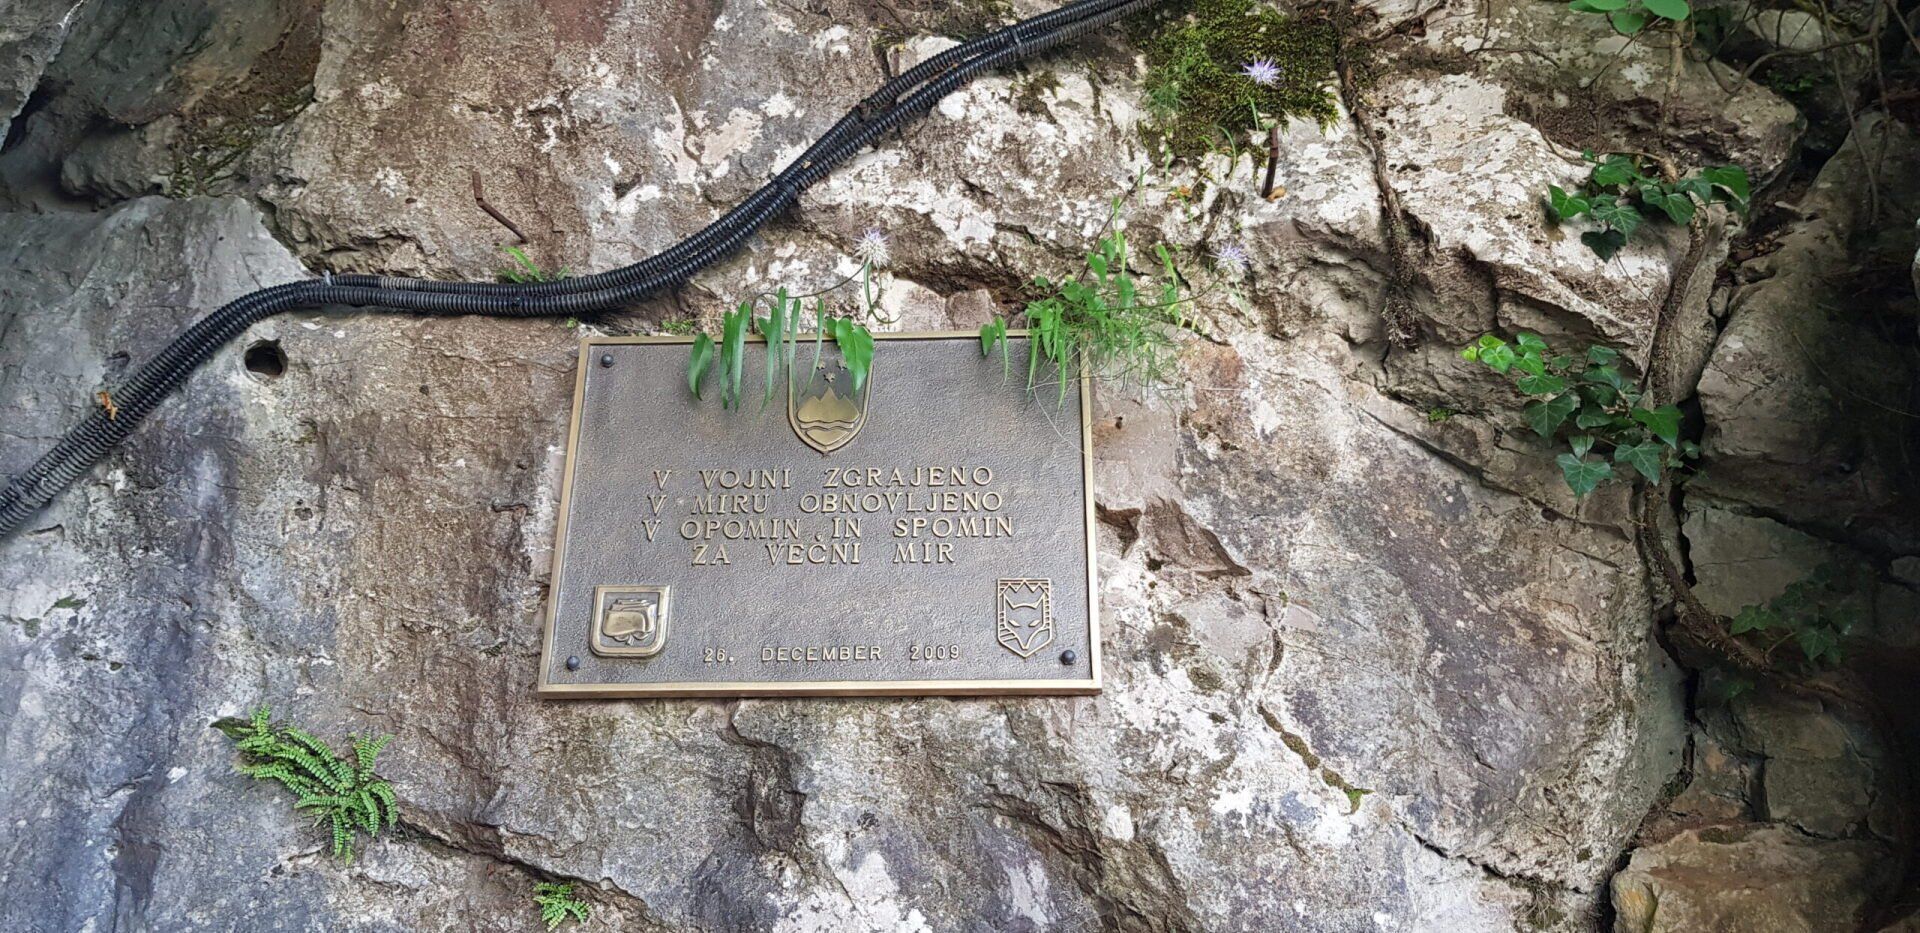 V VOJNI ZGRAJENO
V MIRU OBNOVLJENO
V OPOMIN IN SPOMIN
ZA VEČNI MIR
26. DECEMBER 2009